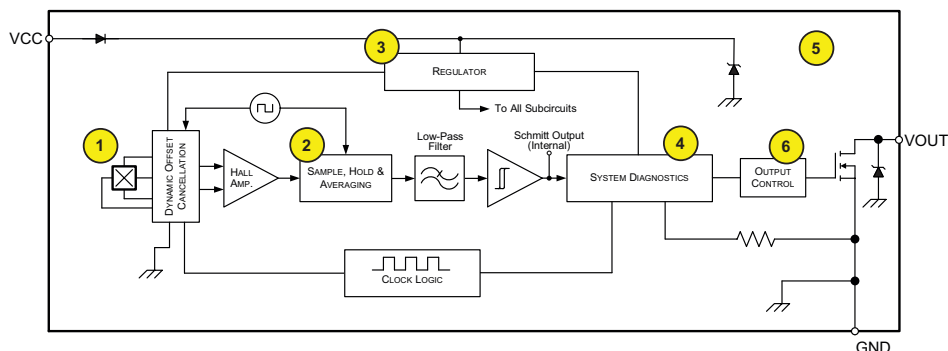 VCC
3
5
REGULATOR
To All Subcircuits
1
2
Low-Pass
Filter
Schmitt Output
(Internal)
4
6
VOUT
DYNAMIC OFFSET
CANCELLATION
HALL
AMP.
SAMPLE, HOLD &
AVERAGING
SYSTEM DIAGNOSTICS
OUTPUT
CONTROL
CLOCK LOGIC
GND